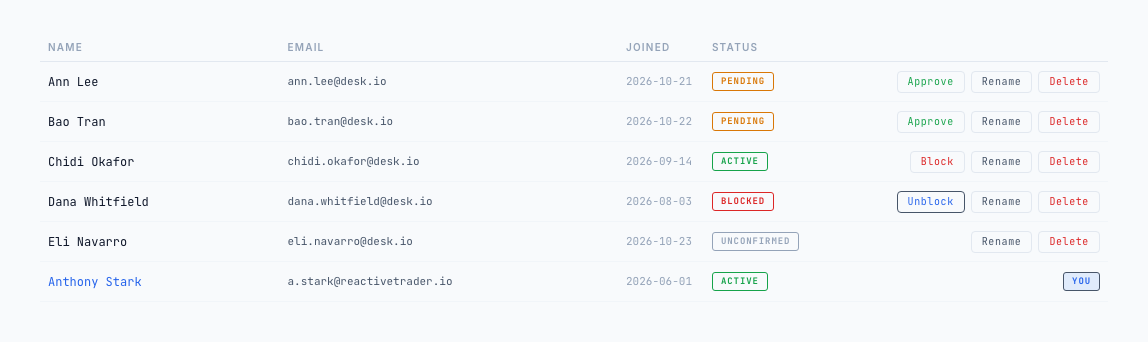 NAME EMAIL JOINED STATUS
Ann Lee ann.lee@desk.io 2026-10-21 PENDING Approve Rename Delete
Bao Tran bao.tran@desk.io 2026-10-22 PENDING Approve Rename Delete
Chidi Okafor chidi.okafor@desk.io 2026-09-14 ACTIVE Block Rename Delete
Dana Whitfield dana.whitfield@desk.io 2026-08-03 BLOCKED Unblock Rename Delete
Eli Navarro eli.navarro@desk.io 2026-10-23 UNCONFIRMED Rename Delete
Anthony Stark a.stark@reactivetrader.io 2026-06-01 ACTIVE YOU